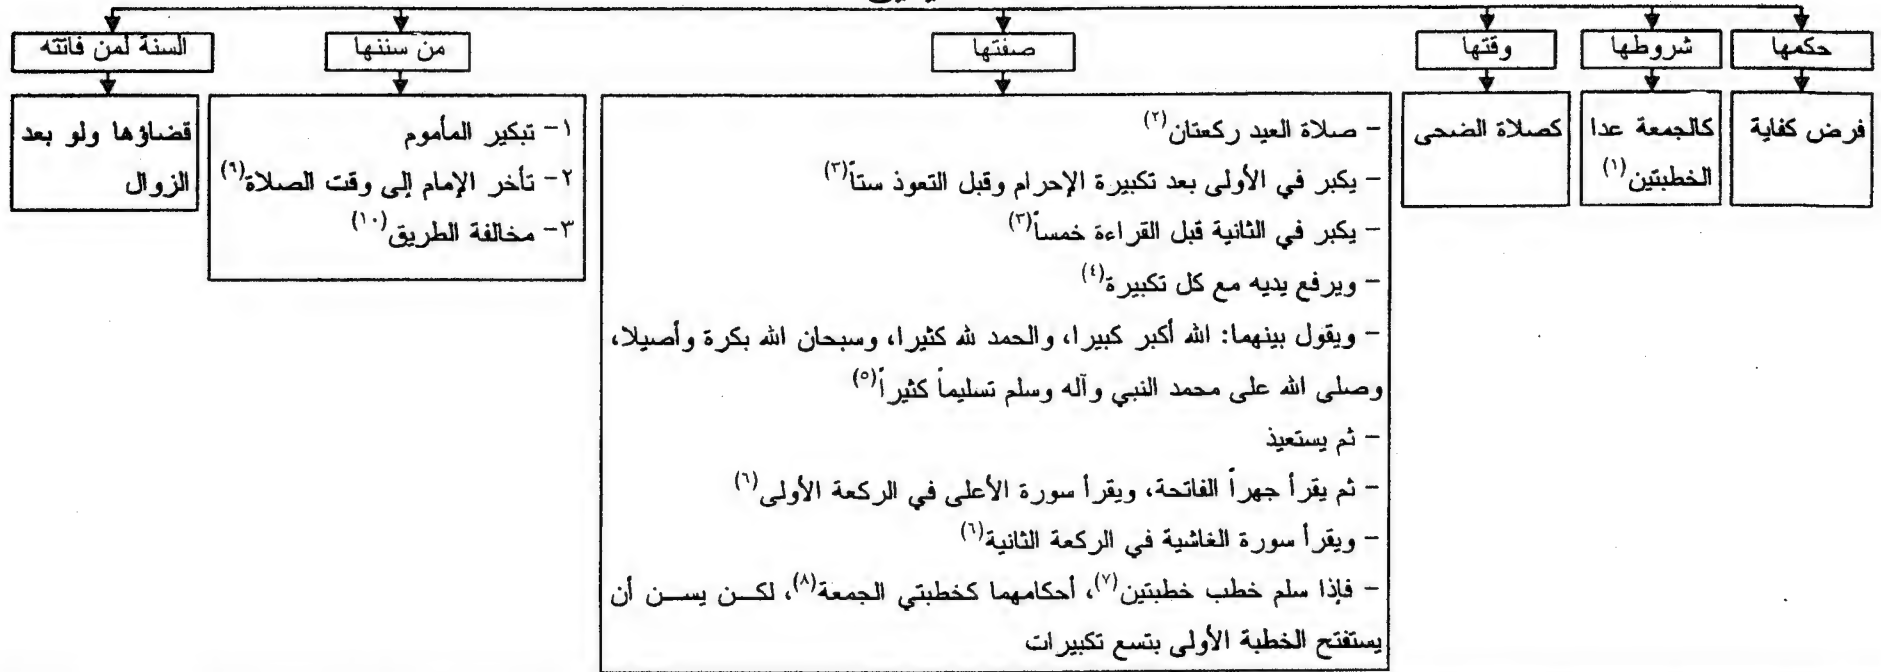 حكمها
فرض كفاية
شروطها
كالجمعة عدا
الخطبتين(١)
وقتها
كصلاة الضحى
صفتها
- صلاة العيد ركعتان(٢)
- يكبر في الأولى بعد تكبيرة الإحرام وقبل التعوذ ستاً(٣)
- يكبر في الثانية قبل القراءة خمساً(٣)
- ويرفع يديه مع كل تكبيرة(٤)
- ويقول بينهما: الله أكبر كبيرا، والحمد لله كثيرا، وسبحان الله بكرة وأصيلا،
وصلى الله على محمد النبي وآله وسلم تسليماً كثيراً(٥)
- ثم يستعيذ
- ثم يقرأ جهراً الفاتحة، ويقرأ سورة الأعلى في الركعة الأولى(٦)
- ويقرأ سورة الغاشية في الركعة الثانية(٦)
- فإذا سلم خطب خطبتين(٧)، أحكامهما كخطبتي الجمعة(٨)، لكن يسن أن
يستفتح الخطبة الأولى بتسع تكبيرات
من سننها
١- تبكير المأموم
٢- تأخر الإمام إلى وقت الصلاة(٩)
٣- مخالفة الطريق(١٠)
السنة لمن فاتته
قضاؤها ولو بعد
الزوال